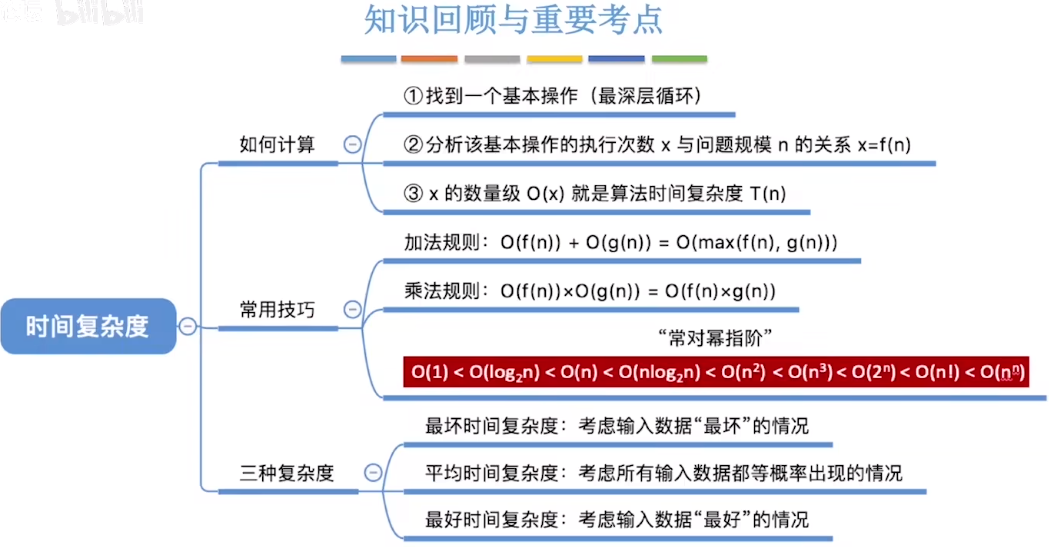 bilibili
知识回顾与重要考点
①找到一个基本操作（最深层循环）
如何计算
②分析该基本操作的执行次数 x 与问题规模 n 的关系 x=f(n)
③ x 的数量级 O(x) 就是算法时间复杂度 T(n)
加法规则：O(f(n)) + O(g(n)) = O(max(f(n), g(n)))
常用技巧
乘法规则：O(f(n))×O(g(n)) = O(f(n)×g(n))
时间复杂度
“常对幂指阶”
O(1) < O(log₂n) < O(n) < O(nlog₂n) < O(n²) < O(n³) < O(2ⁿ) < O(n!) < O(nⁿ)
最坏时间复杂度：考虑输入数据“最坏”的情况
三种复杂度
平均时间复杂度：考虑所有输入数据都等概率出现的情况
最好时间复杂度：考虑输入数据“最好”的情况